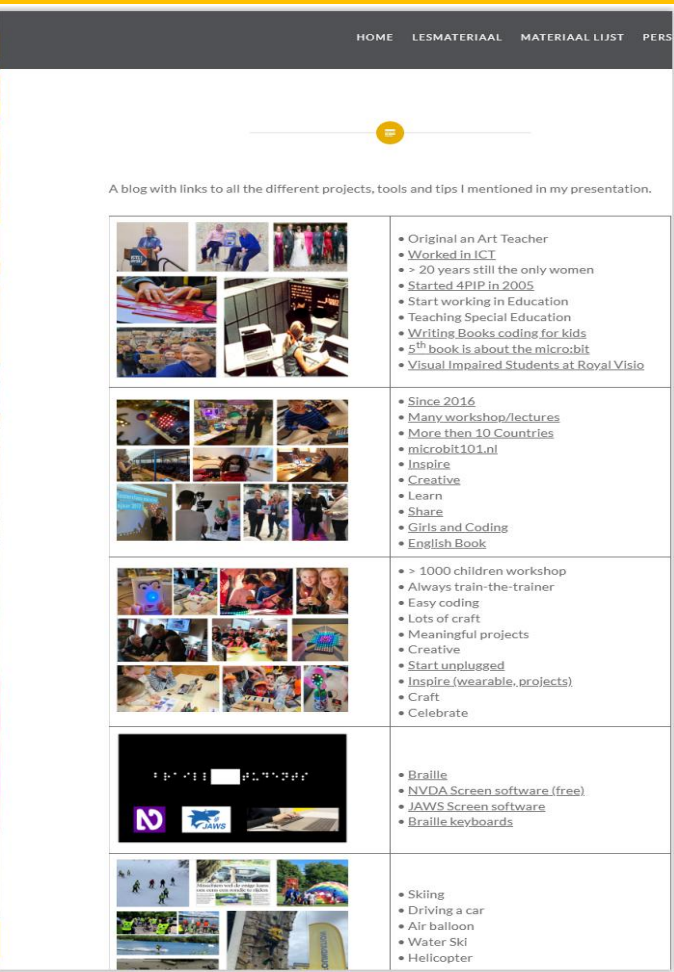 HOME LESMATERIAAL MATERIAAL LIJST PERS
A blog with links to all the different projects, tools and tips I mentioned in my presentation.
• Original an Art Teacher
• Worked in ICT
• > 20 years still the only women
• Started 4PIP in 2005
• Start working in Education
• Teaching Special Education
• Writing Books coding for kids
• 5th book is about the micro:bit
• Visual Impaired Students at Royal Visio
• Since 2016
• Many workshop/lectures
• More then 10 Countries
• microbit101.nl
• Inspire
• Creative
• Learn
• Share
• Girls and Coding
• English Book
• > 1000 children workshop
• Always train-the-trainer
• Easy coding
• Lots of craft
• Meaningful projects
• Creative
• Start unplugged
• Inspire (wearable, projects)
• Craft
• Celebrate
JAWS
• Braille
• NVDA Screen software (free)
• JAWS Screen software
• Braille keyboards
• Skiing
• Driving a car
• Air balloon
• Water Ski
• Helicopter